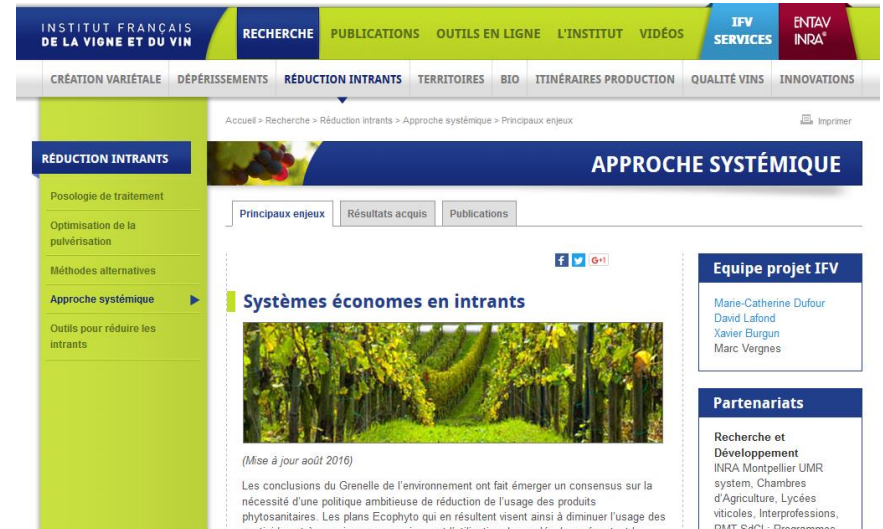 INSTITUT FRANÇAIS
DE LA VIGNE ET DU VIN
RECHERCHE PUBLICATIONS OUTILS EN LIGNE L'INSTITUT VIDÉOS
IFV
SERVICES
ENTAV
INRA®
CRÉATION VARIÉTALE DÉPÉRISSEMENTS RÉDUCTION INTRANTS TERRITOIRES BIO ITINÉRAIRES PRODUCTION QUALITÉ VINS INNOVATIONS
Accueil > Recherche > Réduction intrants > Approche systémique > Principaux enjeux
Imprimer
RÉDUCTION INTRANTS
Posologie de traitement
Optimisation de la
pulvérisation
Méthodes alternatives
Approche systémique
Outils pour réduire les
intrants
APPROCHE SYSTÉMIQUE
Principaux enjeux Résultats acquis Publications
G+1
Systèmes économes en intrants
(Mise à jour août 2016)
Les conclusions du Grenelle de l'environnement ont fait émerger un consensus sur la
nécessité d'une politique ambitieuse de réduction de l'usage des produits
phytosanitaires. Les plans Ecophyto qui en résultent visent ainsi à diminuer l'usage des
Equipe projet IFV
Marie-Catherine Dufour
David Lafond
Xavier Burgun
Marc Vergnes
Partenariats
Recherche et
Développement
INRA Montpellier UMR
system, Chambres
d'Agriculture, Lycées
viticoles, Interprofessions,
RMT SdCI : Programmes